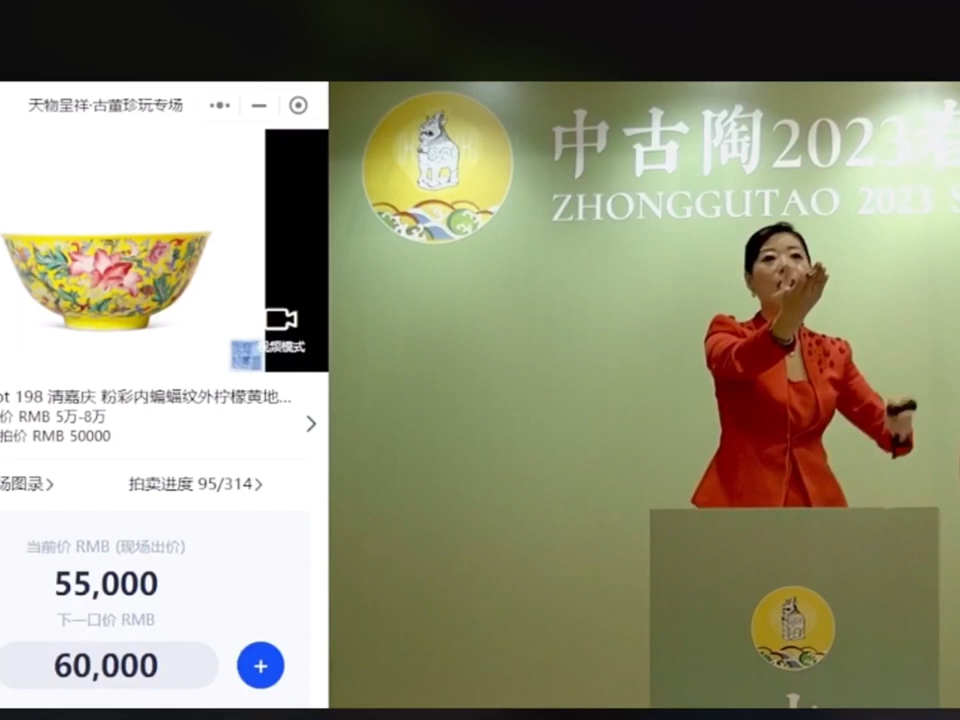 天物呈祥·古董珍玩专场
视频模式
ot 198 清嘉庆 粉彩内蝙蝠纹外柠檬黄地...
价 RMB 5万-8万
拍价 RMB 50000
场图录
拍卖进度 95/314
当前价 RMB (现场出价)
55,000
下一口价 RMB
60,000
中古陶2023春
ZHONGGUTAO 2023 S